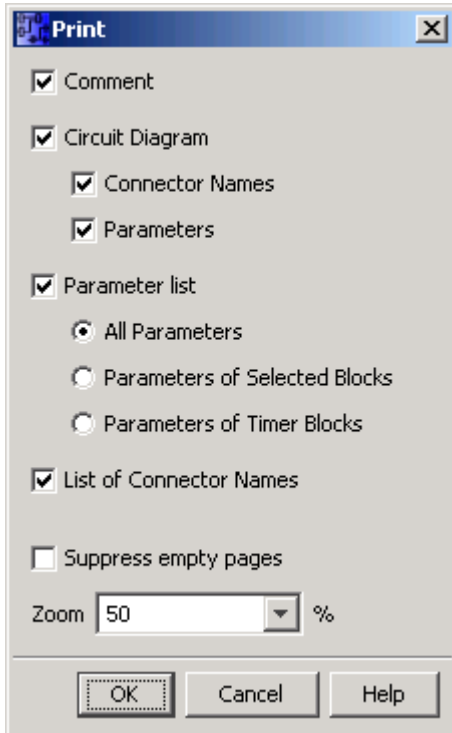 Print
Comment
Circuit Diagram
Connector Names
Parameters
Parameter list
All Parameters
Parameters of Selected Blocks
Parameters of Timer Blocks
List of Connector Names
Suppress empty pages
Zoom 50 %
OK Cancel Help